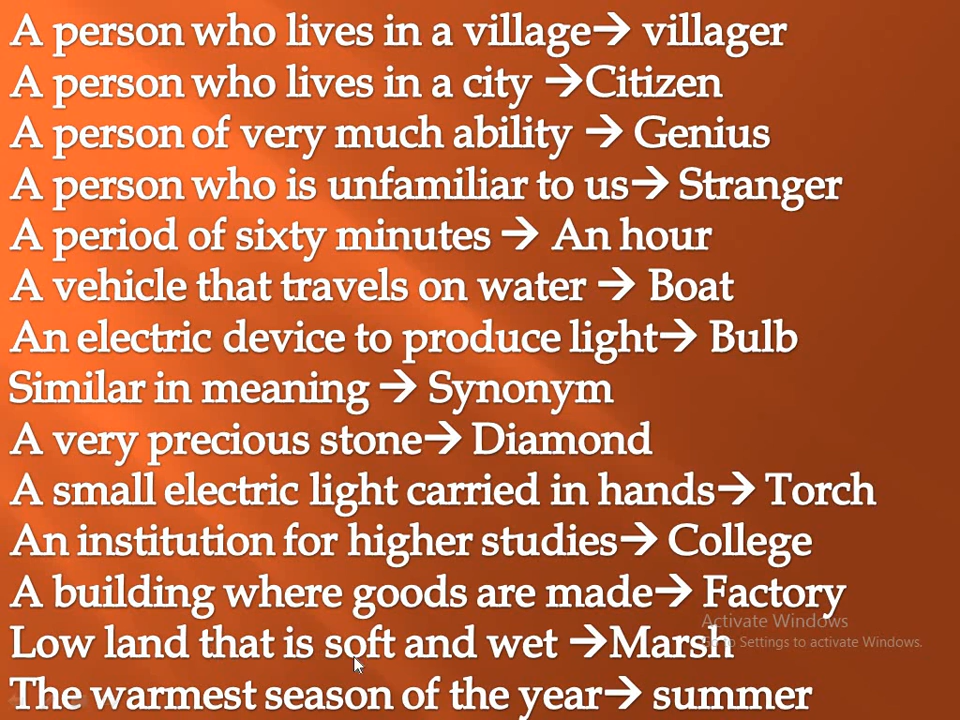 A person who lives in a village→ villager
A person who lives in a city →Citizen
A person of very much ability → Genius
A person who is unfamiliar to us→ Stranger
A period of sixty minutes → An hour
A vehicle that travels on water → Boat
An electric device to produce light→ Bulb
Similar in meaning → Synonym
A very precious stone→ Diamond
A small electric light carried in hands→ Torch
An institution for higher studies→ College
A building where goods are made→ Factory
Activate Windows
to Settings to activate Windows.
Low land that is soft and wet →Marsh
The warmest season of the year→ summer